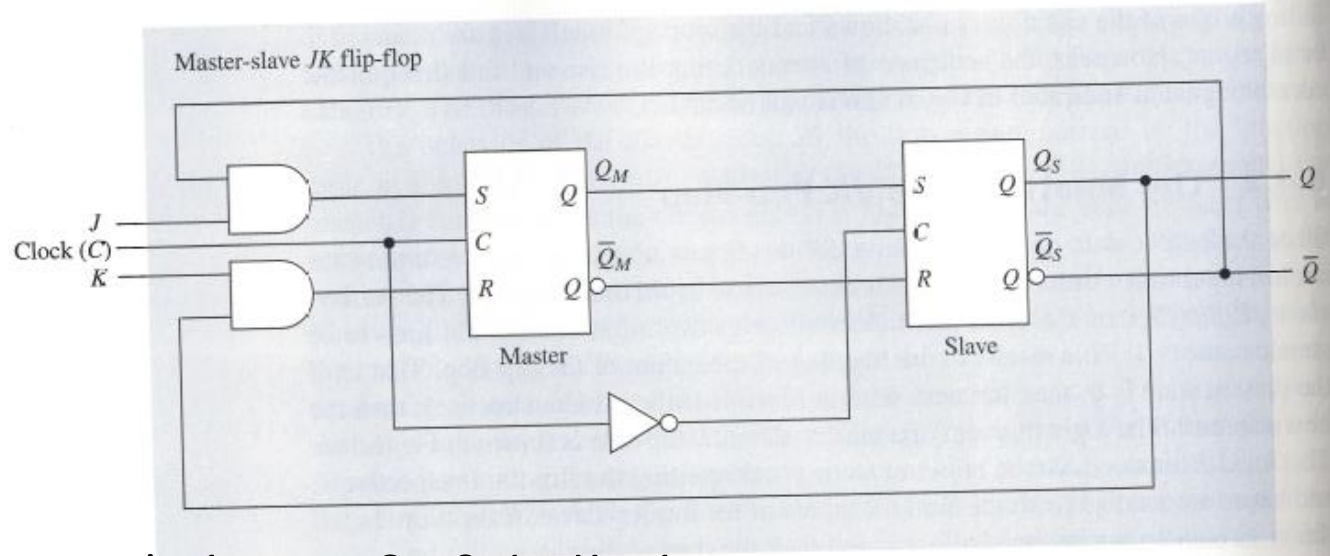 Master-slave JK flip-flop
S Q Q_M
S Q Q_S Q
J
Clock (C)
C
C
K
R Q Q̅_M
R Q Q̅_S Q̅
Master
Slave